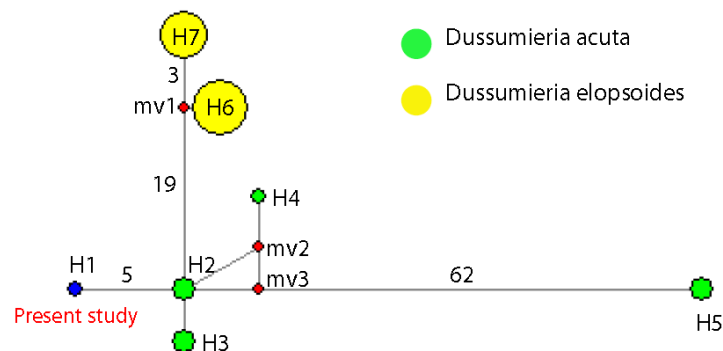 H7
Dussumieria acuta
3
Dussumieria elopsoides
mv1
H6
19
H4
H1
5
H2
mv2
mv3
62
Present study
H3
H5